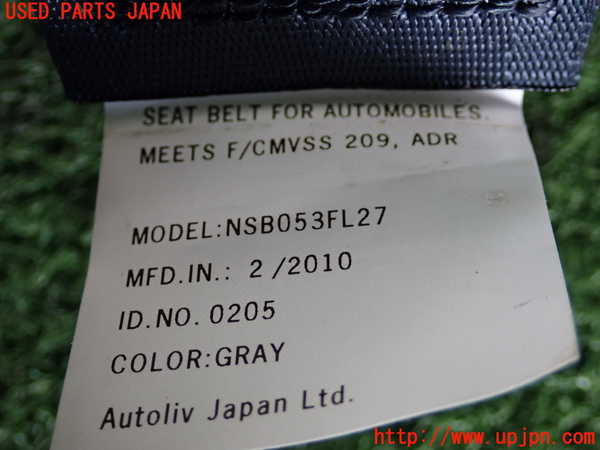 USED PARTS JAPAN
SEAT BELT FOR AUTOMOBILES.
MEETS F/CMVSS 209, ADR
MODEL:NSB053FL27
MFD.IN.: 2 /2010
ID.NO. 0205
COLOR:GRAY
Autoliv Japan Ltd.
http://www.upjpn.com/